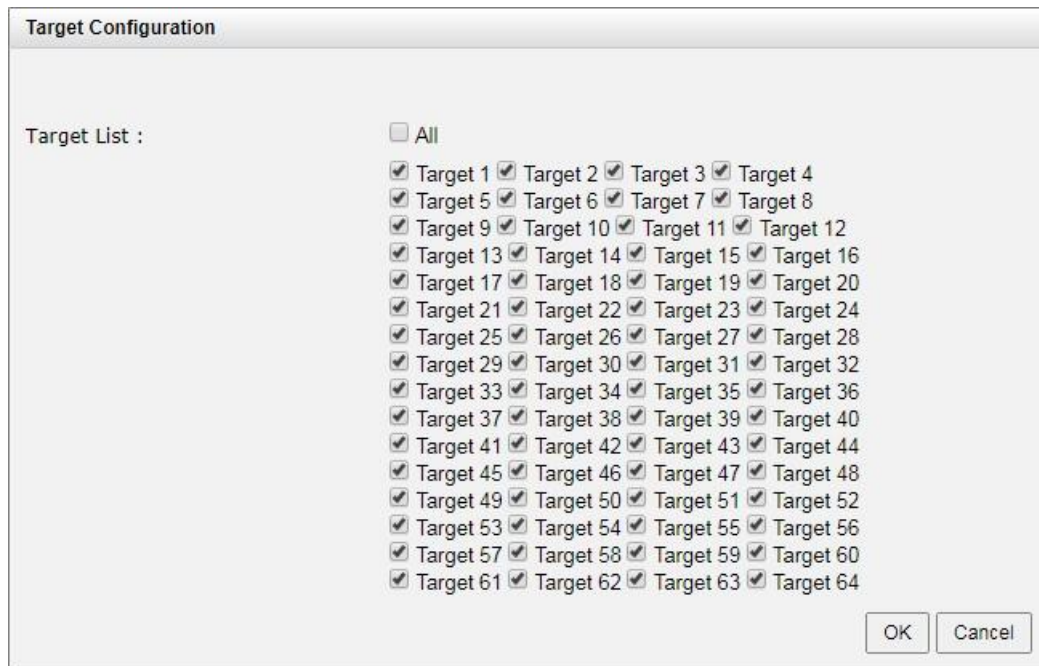 Target Configuration
Target List : All
Target 1 Target 2 Target 3 Target 4
Target 5 Target 6 Target 7 Target 8
Target 9 Target 10 Target 11 Target 12
Target 13 Target 14 Target 15 Target 16
Target 17 Target 18 Target 19 Target 20
Target 21 Target 22 Target 23 Target 24
Target 25 Target 26 Target 27 Target 28
Target 29 Target 30 Target 31 Target 32
Target 33 Target 34 Target 35 Target 36
Target 37 Target 38 Target 39 Target 40
Target 41 Target 42 Target 43 Target 44
Target 45 Target 46 Target 47 Target 48
Target 49 Target 50 Target 51 Target 52
Target 53 Target 54 Target 55 Target 56
Target 57 Target 58 Target 59 Target 60
Target 61 Target 62 Target 63 Target 64
OK Cancel